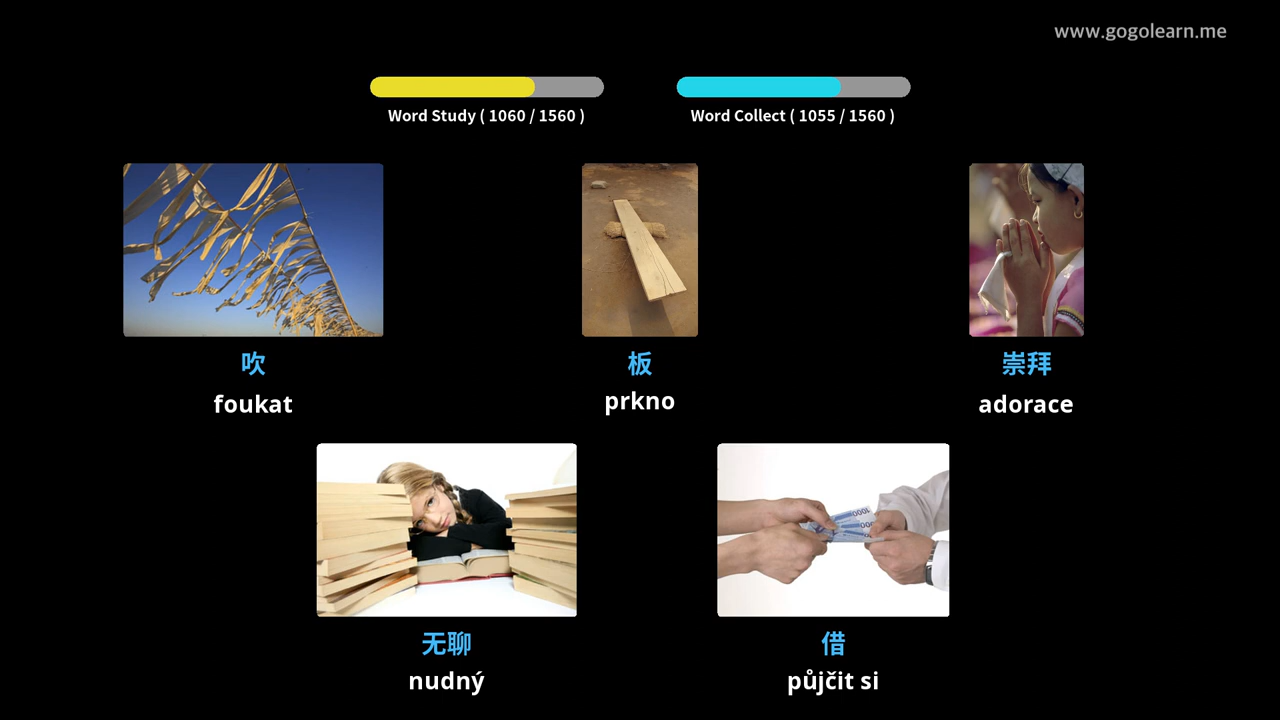 www.gogolearn.me
Word Study ( 1060 / 1560 )
Word Collect ( 1055 / 1560 )
吹
板
崇拜
foukat
prkno
adorace
无聊
借
nudný
půjčit si